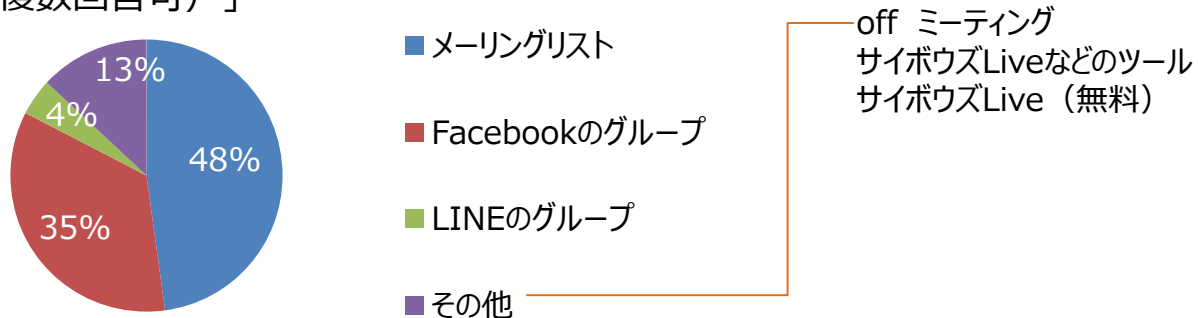 複数回答可）」
13%
4%
48%
35%
メーリングリスト
Facebookのグループ
LINEのグループ
その他
off ミーティング
サイボウズLiveなどのツール
サイボウズLive（無料）